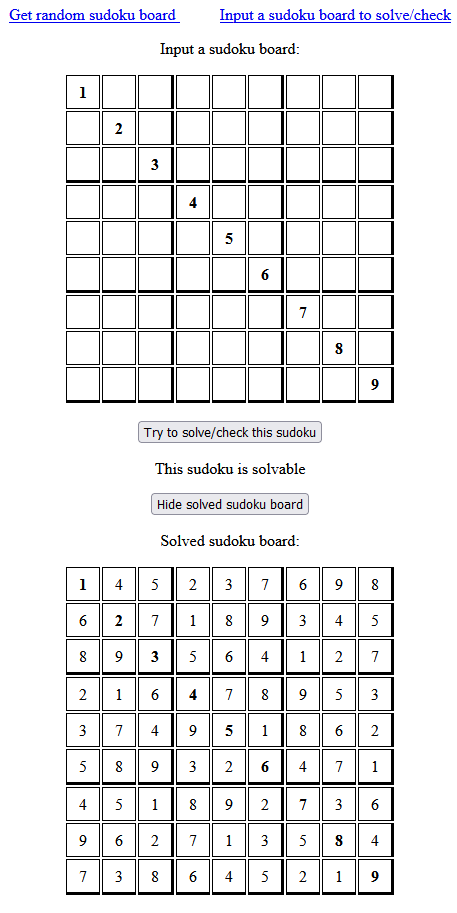 Get random sudoku board Input a sudoku board to solve/check
Input a sudoku board:
1
2
3
4
5
6
7
8
9
Try to solve/check this sudoku
This sudoku is solvable
Hide solved sudoku board
Solved sudoku board:
1 4 5 2 3 7 6 9 8
6 2 7 1 8 9 3 4 5
8 9 3 5 6 4 1 2 7
2 1 6 4 7 8 9 5 3
3 7 4 9 5 1 8 6 2
5 8 9 3 2 6 4 7 1
4 5 1 8 9 2 7 3 6
9 6 2 7 1 3 5 8 4
7 3 8 6 4 5 2 1 9